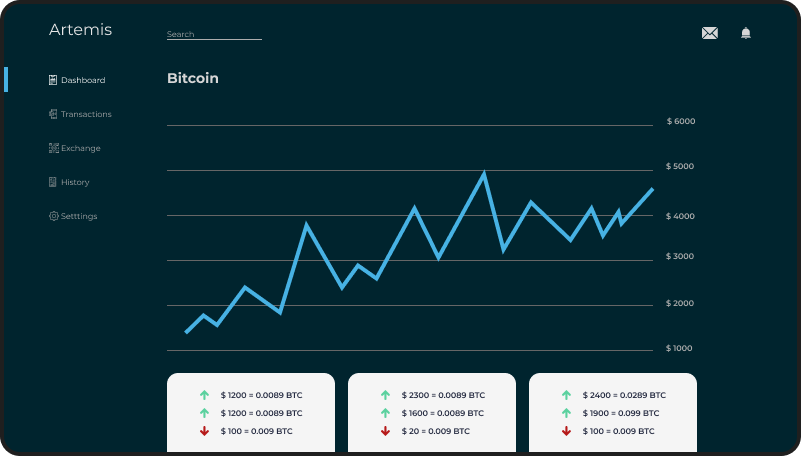 Artemis
Search
Dashboard
Transactions
Exchange
History
Setttings
Bitcoin
$ 6000
$ 5000
$ 4000
$ 3000
$ 2000
$ 1000
$ 1200 = 0.0089 BTC
$ 1200 = 0.0089 BTC
$ 100 = 0.009 BTC
$ 2300 = 0.0089 BTC
$ 1600 = 0.0089 BTC
$ 20 = 0.009 BTC
$ 2400 = 0.0289 BTC
$ 1900 = 0.099 BTC
$ 100 = 0.009 BTC